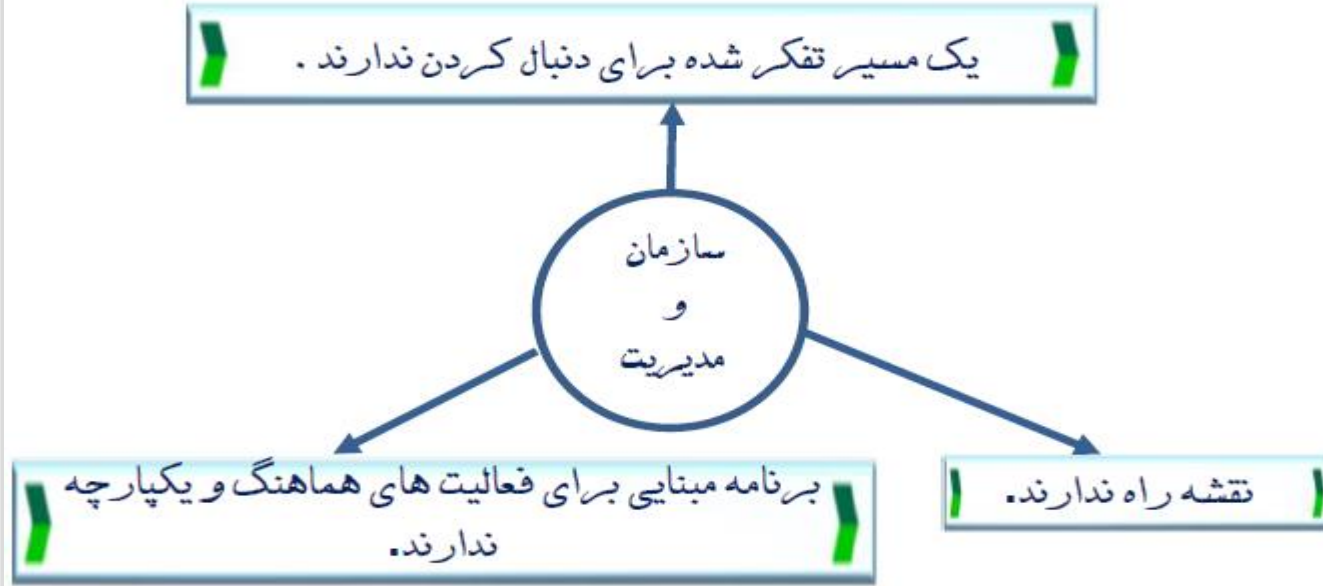 یک مسیر تفکر شده برای دنبال کردن ندارند .
سازمان
و
مدیریت
برنامه مبنایی برای فعالیت های هماهنگ و یکپارچه
ندارند.
نقشه راه ندارند.